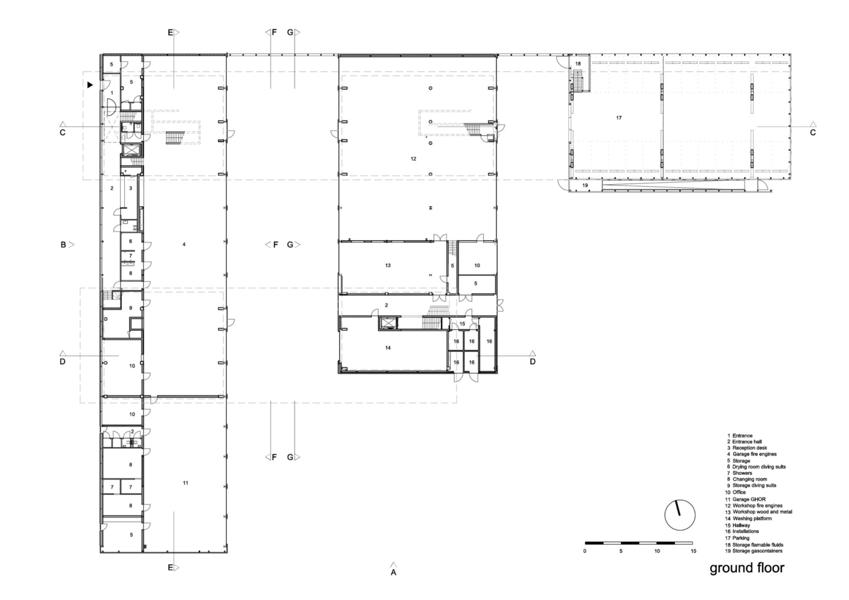 E F G
5
18
5
1
17
C C
12
2 3
19
8
B 7 4 F G
13 5 10
8
5
2
9
15
14 16 16 16
D 10 16 16 D
10
2
F G
8
7 7 11
8
5
E
A
1 Entrance
2 Entrance hall
3 Reception desk
4 Garage fire engines
5 Storage
6 Drying room diving suits
7 Showers
8 Changing room
9 Storage diving suits
10 Office
11 Garage GHOR
12 Workshop fire engines
13 Workshop wood and metal
14 Washing platform
15 Hallway
16 Installations
17 Parking
18 Storage flamable fluids
19 Storage gascontainers
0 5 10 15
ground floor